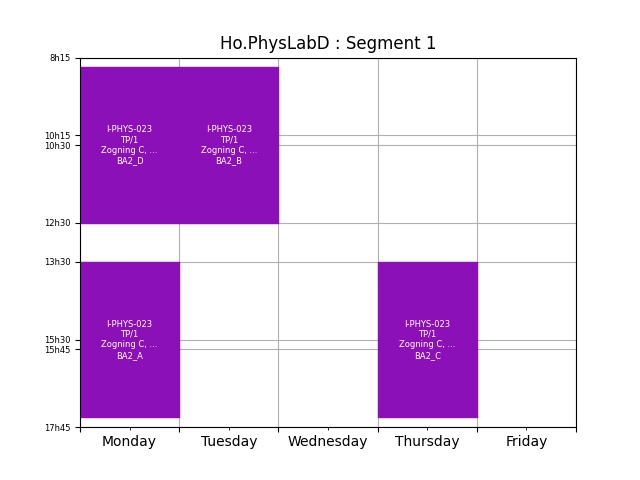 Ho.PhysLabD : Segment 1
8h15
10h15
10h30
12h30
13h30
15h30
15h45
17h45
I-PHYS-023
TP/1
Zogning C, ...
BA2_D
I-PHYS-023
TP/1
Zogning C, ...
BA2_B
I-PHYS-023
TP/1
Zogning C, ...
BA2_A
I-PHYS-023
TP/1
Zogning C, ...
BA2_C
Monday
Tuesday
Wednesday
Thursday
Friday